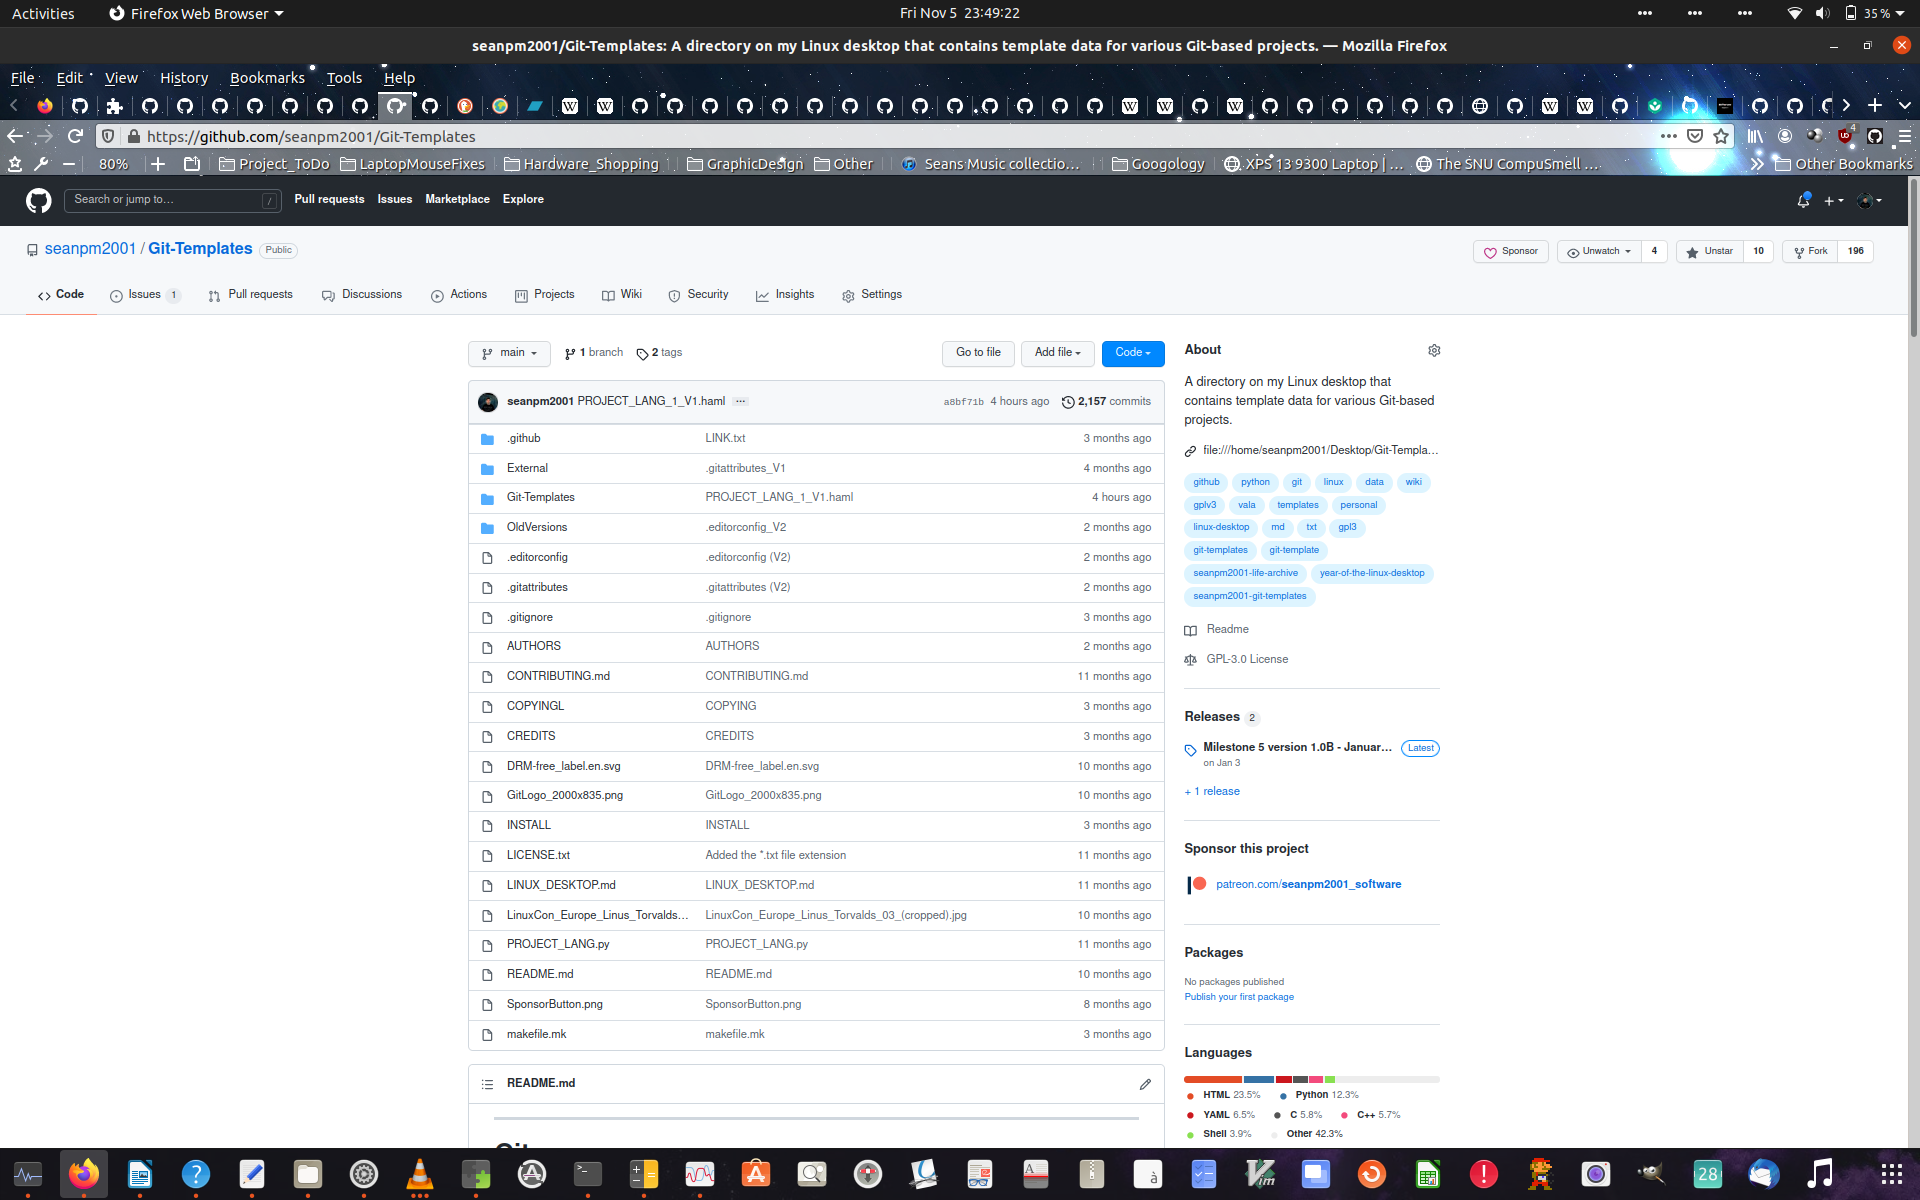 Activities Firefox Web Browser Fri Nov 5 23:49:22 35 %
seanpm2001/Git-Templates: A directory on my Linux desktop that contains template data for various Git-based projects. — Mozilla Firefox
File Edit View History Bookmarks Tools Help
https://github.com/seanpm2001/Git-Templates 4
80% Project_ToDo LaptopMouseFixes Hardware_Shopping GraphicDesign Other Seans Music collectio… Googology XPS 13 9300 Laptop | … The SNU CompuSmell … Other Bookmarks
Search or jump to… / Pull requests Issues Marketplace Explore
seanpm2001 / Git-Templates Public Sponsor Unwatch 4 Unstar 10 Fork 196
Code Issues 1 Pull requests Discussions Actions Projects Wiki Security Insights Settings
main 1 branch 2 tags Go to file Add file Code
seanpm2001 PROJECT_LANG_1_V1.haml ... a8bf71b 4 hours ago 2,157 commits
.github LINK.txt 3 months ago
External .gitattributes_V1 4 months ago
Git-Templates PROJECT_LANG_1_V1.haml 4 hours ago
OldVersions .editorconfig_V2 2 months ago
.editorconfig .editorconfig (V2) 2 months ago
.gitattributes .gitattributes (V2) 2 months ago
.gitignore .gitignore 3 months ago
AUTHORS AUTHORS 2 months ago
CONTRIBUTING.md CONTRIBUTING.md 11 months ago
COPYINGL COPYING 3 months ago
CREDITS CREDITS 3 months ago
DRM-free_label.en.svg DRM-free_label.en.svg 10 months ago
GitLogo_2000x835.png GitLogo_2000x835.png 10 months ago
INSTALL INSTALL 3 months ago
LICENSE.txt Added the *.txt file extension 11 months ago
LINUX_DESKTOP.md LINUX_DESKTOP.md 11 months ago
LinuxCon_Europe_Linus_Torvalds… LinuxCon_Europe_Linus_Torvalds_03_(cropped).jpg 10 months ago
PROJECT_LANG.py PROJECT_LANG.py 11 months ago
README.md README.md 10 months ago
SponsorButton.png SponsorButton.png 8 months ago
makefile.mk makefile.mk 3 months ago
README.md
Git
About
A directory on my Linux desktop that
contains template data for various Git-based
projects.
file:///home/seanpm2001/Desktop/Git-Templa…
github python git linux data wiki
gplv3 vala templates personal
linux-desktop md txt gpl3
git-templates git-template
seanpm2001-life-archive year-of-the-linux-desktop
seanpm2001-git-templates
Readme
GPL-3.0 License
Releases 2
Milestone 5 version 1.0B - Januar… Latest
on Jan 3
+ 1 release
Sponsor this project
patreon.com/seanpm2001_software
Packages
No packages published
Publish your first package
Languages
HTML 23.5% Python 12.3%
YAML 6.5% C 5.8% C++ 5.7%
Shell 3.9% Other 42.3%
28